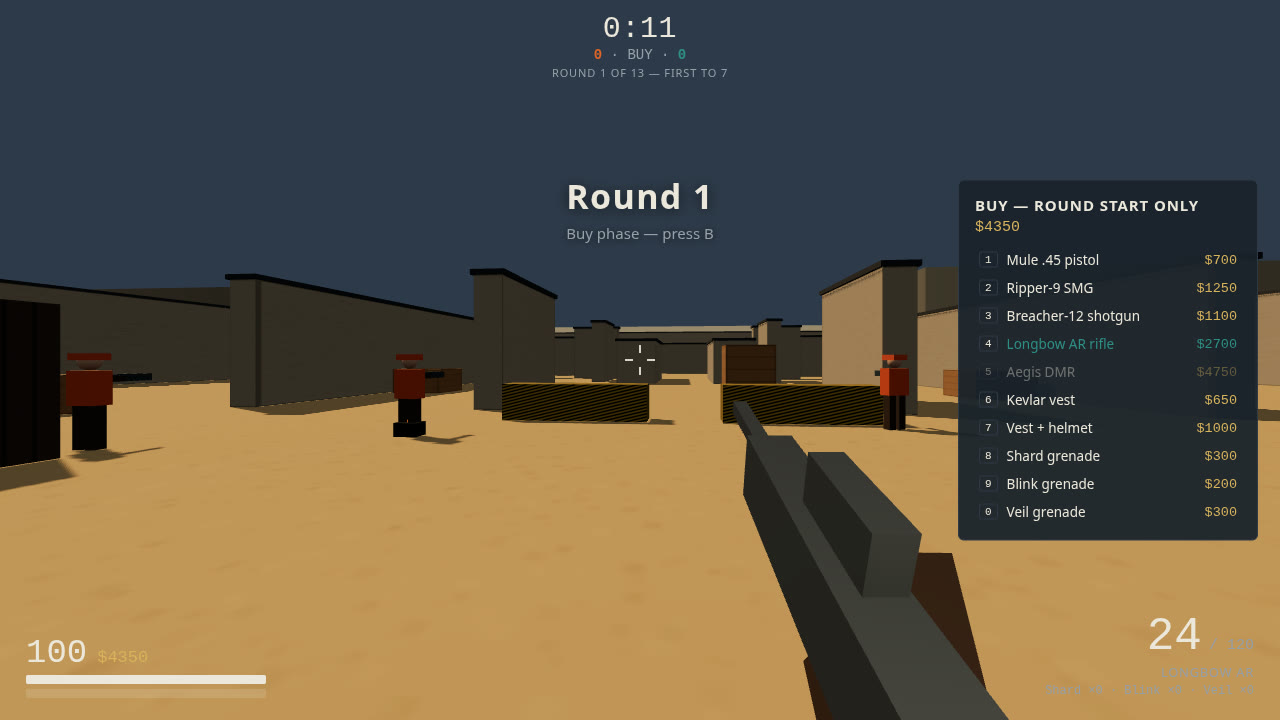 0:11
0 · BUY · 0
ROUND 1 OF 13 — FIRST TO 7
Round 1
Buy phase — press B
BUY — ROUND START ONLY
$4350
1 Mule .45 pistol $700
2 Ripper-9 SMG $1250
3 Breacher-12 shotgun $1100
4 Longbow AR rifle $2700
5 Aegis DMR $4750
6 Kevlar vest $650
7 Vest + helmet $1000
8 Shard grenade $300
9 Blink grenade $200
0 Veil grenade $300
100 $4350
24